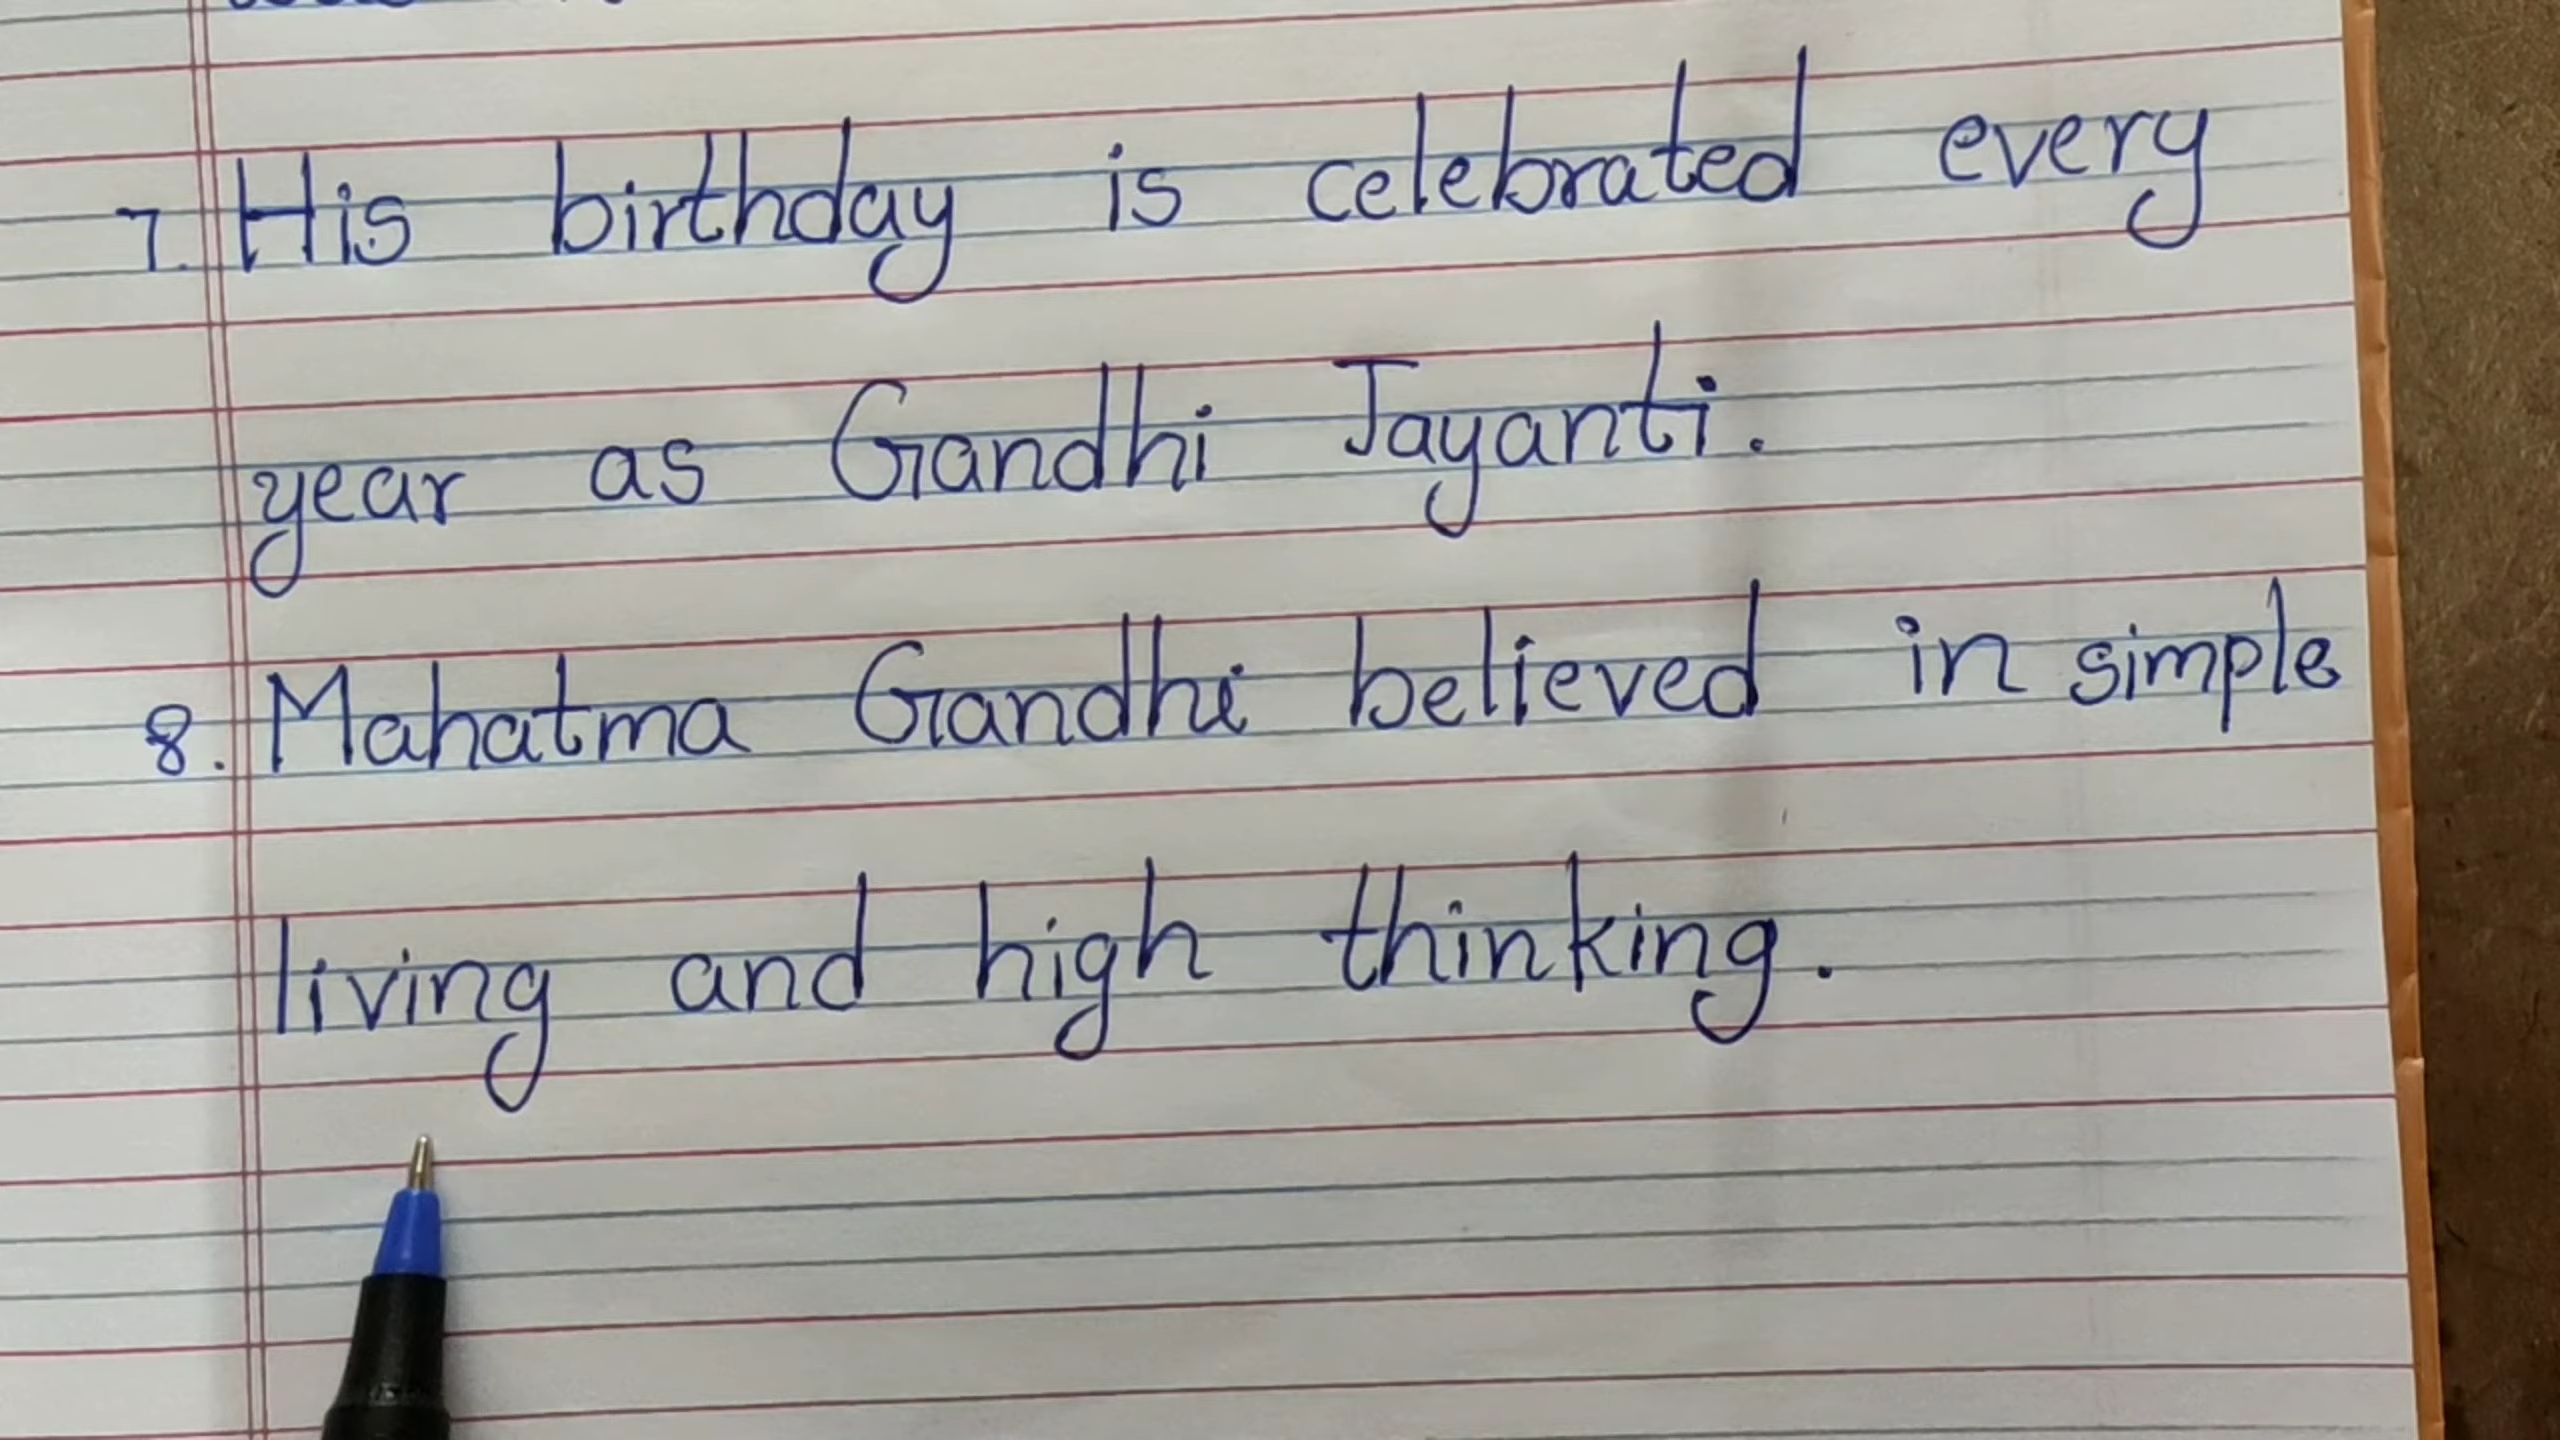 7. His birthday is celebrated every
year as Gandhi Jayanti.
8. Mahatma Gandhi believed in simple
living and high thinking.